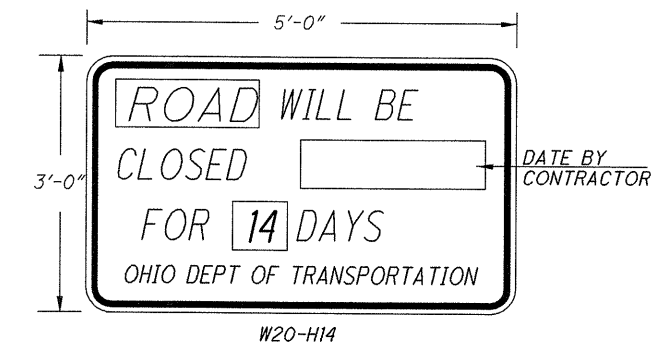 5'-0"
ROAD WILL BE
CLOSED
DATE BY
CONTRACTOR
3'-0"
FOR 14 DAYS
OHIO DEPT OF TRANSPORTATION
W20-H14